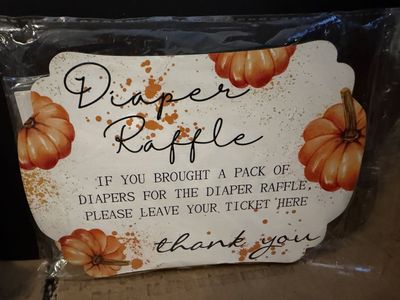 Diaper
Raffle
IF YOU BROUGHT A PACK OF
DIAPERS FOR THE DIAPER RAFFLE,
PLEASE LEAVE YOUR TICKET HERE
thank you